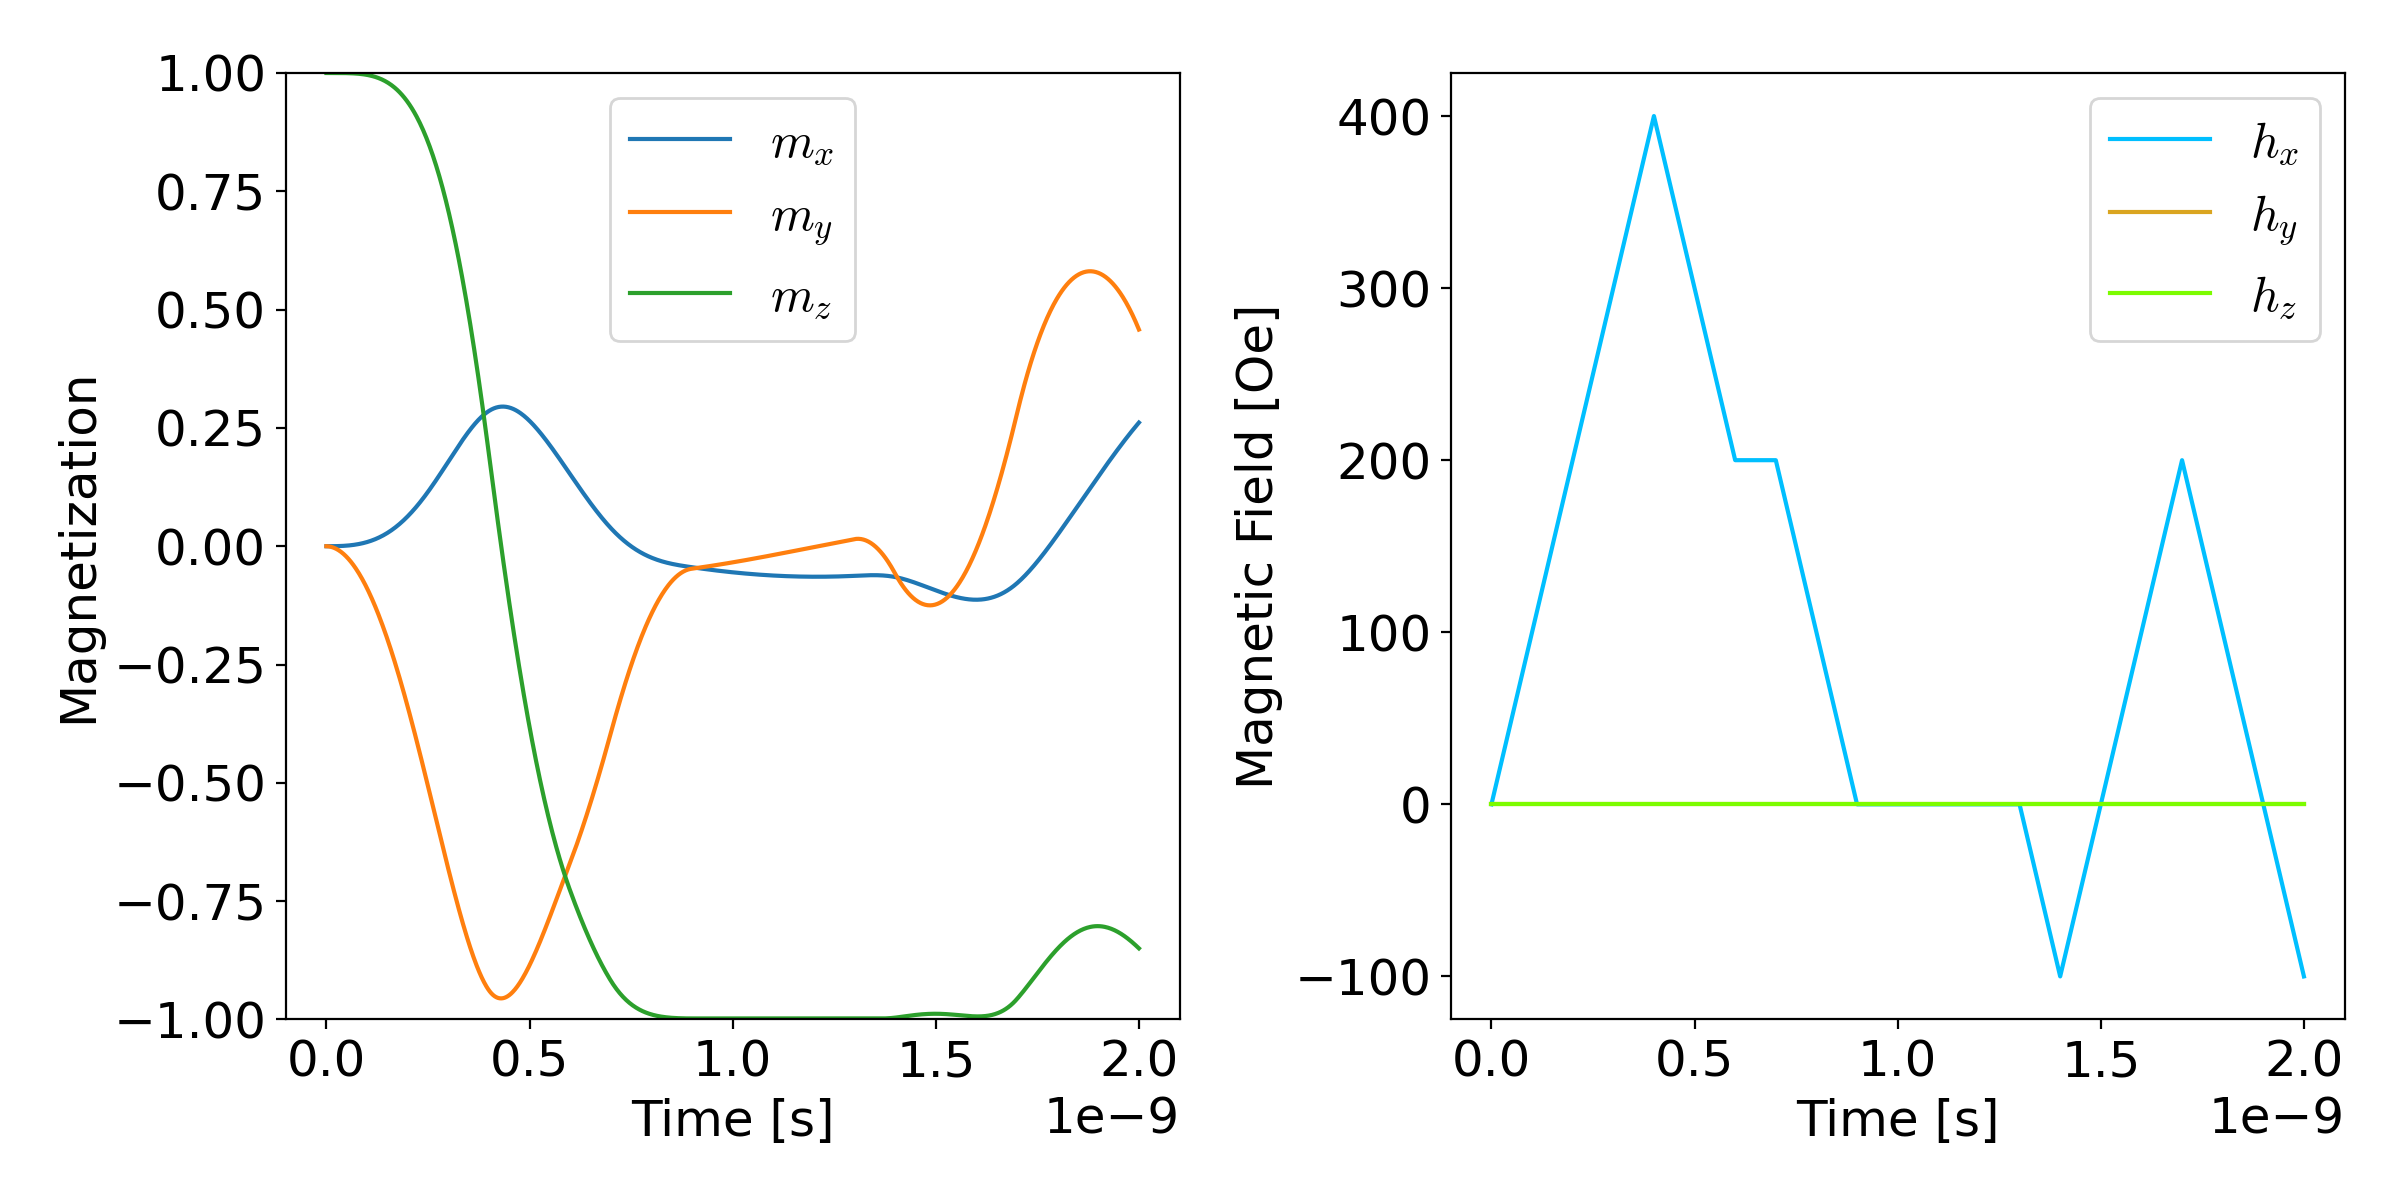 Magnetization
1.00
0.75
0.50
0.25
0.00
−0.25
−0.50
−0.75
−1.00
0.0 0.5 1.0 1.5 2.0
Time [s]
1e−9
m_x
m_y
m_z
Magnetic Field [Oe]
400
300
200
100
0
−100
0.0 0.5 1.0 1.5 2.0
Time [s]
1e−9
h_x
h_y
h_z